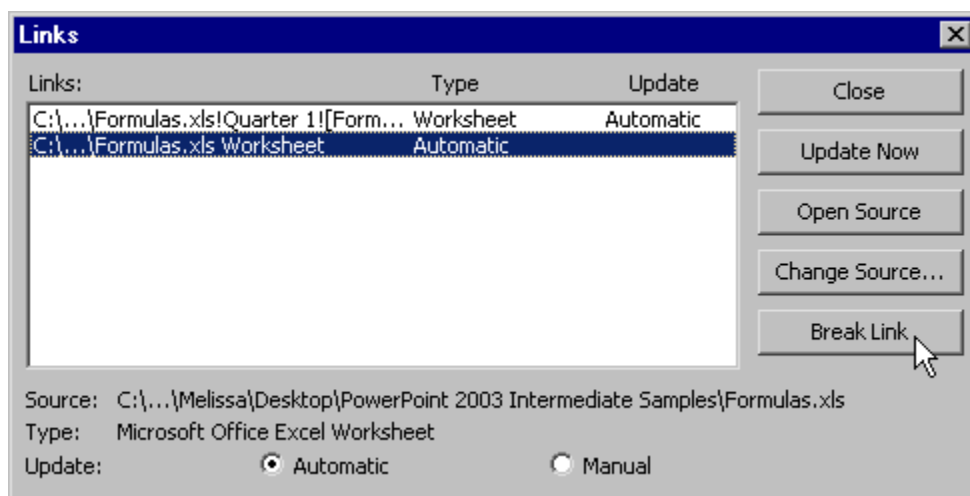 Links
Links: Type Update
Close
C:\...\Formulas.xls!Quarter 1![Form... Worksheet Automatic
C:\...\Formulas.xls Worksheet Automatic
Update Now
Open Source
Change Source...
Break Link
Source: C:\...\Melissa\Desktop\PowerPoint 2003 Intermediate Samples\Formulas.xls
Type: Microsoft Office Excel Worksheet
Update: Automatic Manual